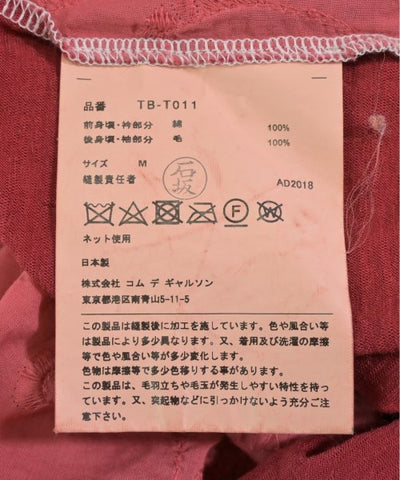 品番 TB-T011
前身頃・衿部分 綿 100%
後身頃・袖部分 毛 100%
サイズ M
縫製責任者 石坂 AD2018
F W
ネット使用
日本製
株式会社 コム デ ギャルソン
東京都港区南青山5-11-5
この製品は縫製後に加工を施しています。色や風合い等
は製品により多少異なります。又、着用及び洗濯の摩擦
等で色や風合い等が多少変化します。
色物は摩擦で多少色移りする事があります。
この製品は、毛羽立ちや毛玉が発生しやすい特性を持っ
ています。又、突起物などに引っかけないよう充分ご注
意下さい。